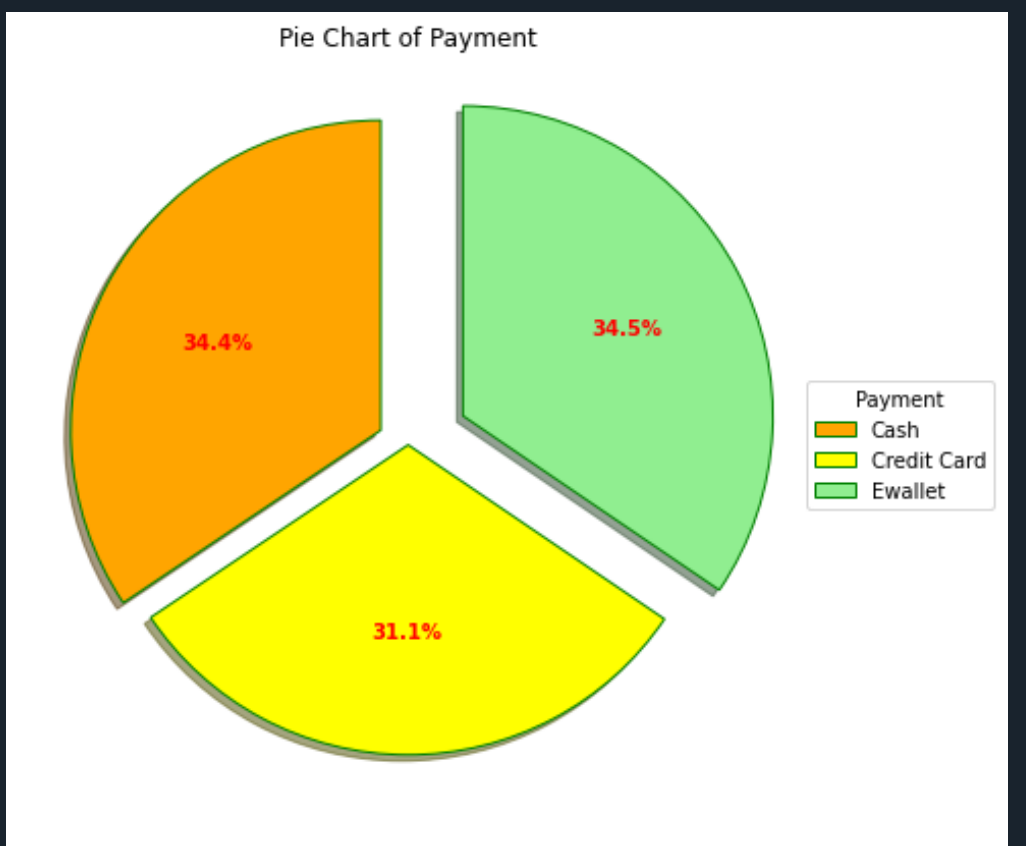 Pie Chart of Payment
34.4%
34.5%
31.1%
Payment
Cash
Credit Card
Ewallet